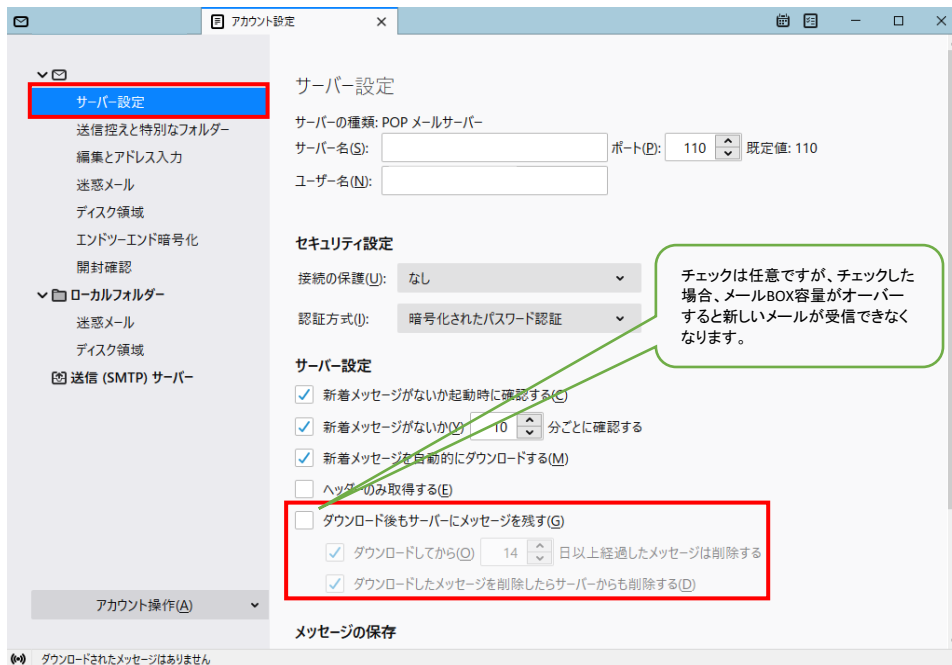 アカウント設定
サーバー設定
送信控えと特別なフォルダー
編集とアドレス入力
迷惑メール
ディスク領域
エンドツーエンド暗号化
開封確認
ローカルフォルダー
迷惑メール
ディスク領域
送信 (SMTP) サーバー
アカウント操作(A)
サーバー設定
サーバーの種類: POP メールサーバー
サーバー名(S): ポート(P): 110 既定値: 110
ユーザー名(N):
セキュリティ設定
接続の保護(U): なし
認証方式(I): 暗号化されたパスワード認証
チェックは任意ですが、チェックした
場合、メールBOX容量がオーバー
すると新しいメールが受信できなく
なります。
サーバー設定
新着メッセージがないか起動時に確認する(C)
新着メッセージがないか(Y) 10 分ごとに確認する
新着メッセージを自動的にダウンロードする(M)
ヘッダーのみ取得する(E)
ダウンロード後もサーバーにメッセージを残す(G)
ダウンロードしてから(O) 14 日以上経過したメッセージは削除する
ダウンロードしたメッセージを削除したらサーバーからも削除する(D)
メッセージの保存
ダウンロードされたメッセージはありません